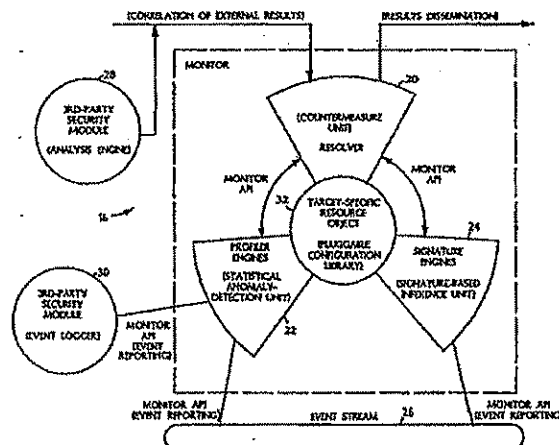 [CORRELATION OF EXTERNAL RESULTS]
[RESULTS DISSEMINATION]
MONITOR
28
20
3RD-PARTY
SECURITY
MODULE
(ANALYSIS ENGINE)
(COUNTERMEASURE
UNIT)
RESOLVER
MONITOR
API
MONITOR
API
16
32
TARGET-SPECIFIC
RESOURCE
OBJECT
(PLUGGABLE
CONFIGURATION
LIBRARY)
24
PROFILER
ENGINES
(STATISTICAL
ANOMALY-
DETECTION UNIT)
SIGNATURE
ENGINES
(SIGNATURE-BASED
INFERENCE UNIT)
30
3RD-PARTY
SECURITY
MODULE
(EVENT LOGGER)
MONITOR
API
(EVENT
REPORTING)
22
MONITOR API
(EVENT REPORTING)
MONITOR API
(EVENT REPORTING)
EVENT STREAM
26